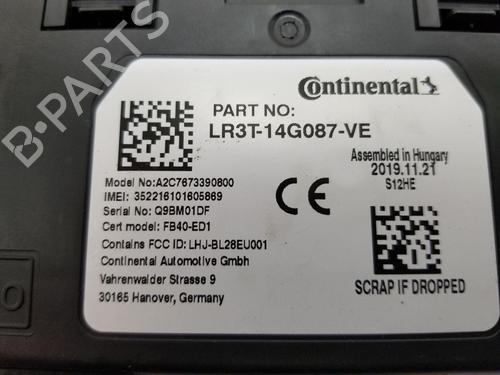 Continental
PART NO:
LR3T-14G087-VE
Assembled in Hungary
2019.11.21
S12HE
Model No:A2C7673390800
IMEI: 352216101605869
Serial No: Q9BM01DF
Cert model: FB40-ED1
Contains FCC ID: LHJ-BL28EU001
Continental Automotive Gmbh
Vahrenwalder Strasse 9
30165 Hanover, Germany
CE
SCRAP IF DROPPED
B-Parts